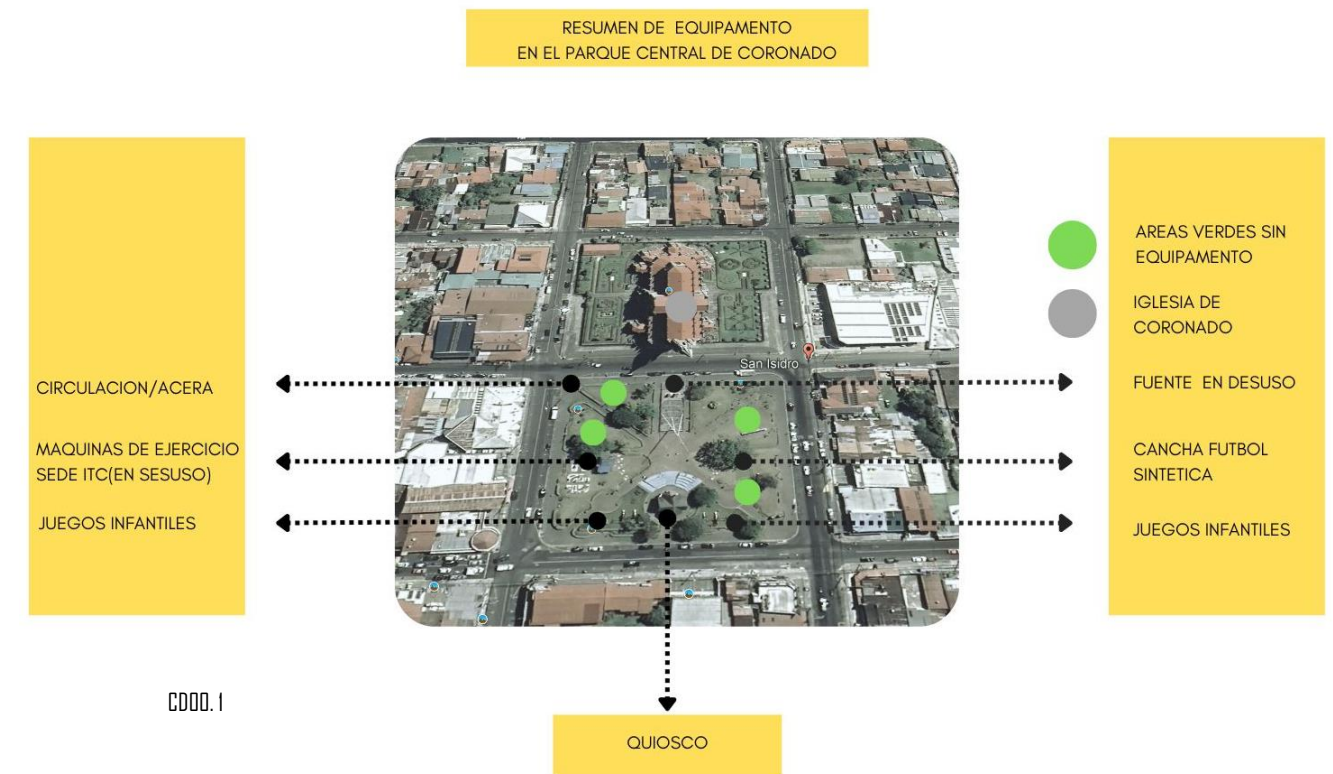 RESUMEN DE EQUIPAMENTO
EN EL PARQUE CENTRAL DE CORONADO
CIRCULACION/ACERA
MAQUINAS DE EJERCICIO
SEDE ITC(EN SESUSO)
JUEGOS INFANTILES
San Isidro
AREAS VERDES SIN
EQUIPAMENTO
IGLESIA DE
CORONADO
FUENTE EN DESUSO
CANCHA FUTBOL
SINTETICA
JUEGOS INFANTILES
CD00.1
QUIOSCO